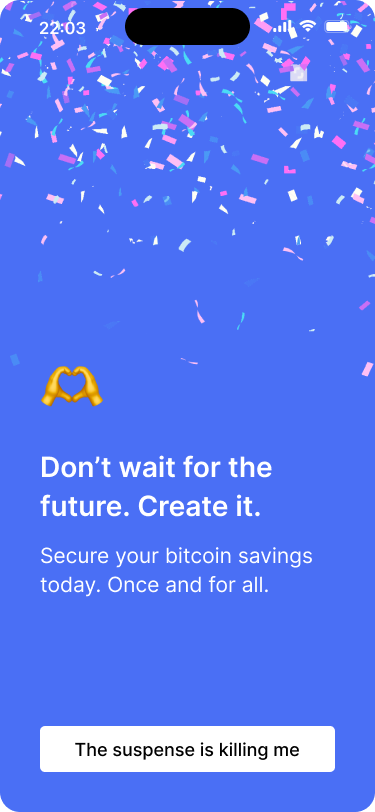 22:03
Don’t wait for the
future. Create it.
Secure your bitcoin savings
today. Once and for all.
The suspense is killing me